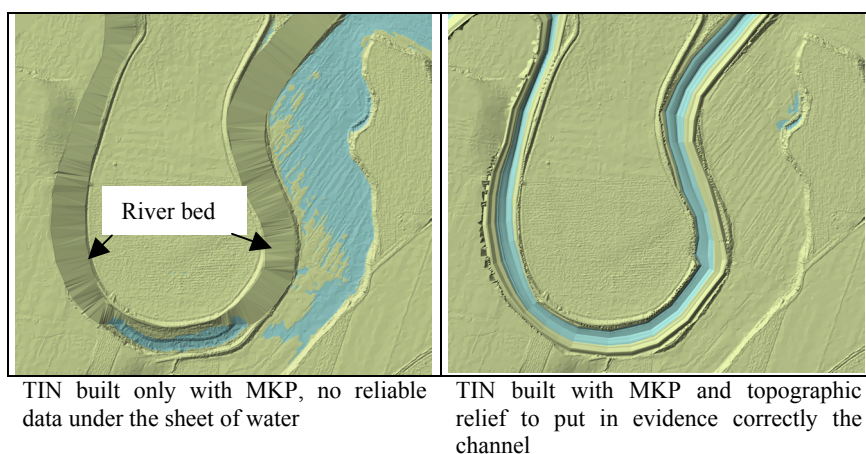 River bed
TIN built only with MKP, no reliable
data under the sheet of water
TIN built with MKP and topographic
relief to put in evidence correctly the
channel